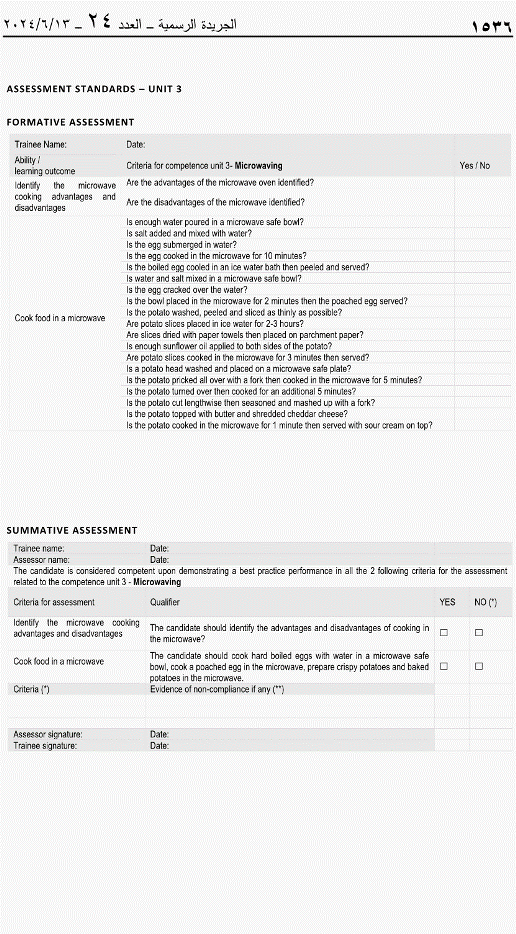 ١٥٣٦ الجريدة الرسمية – العدد ٢٤ – ٢٠٢٤/٦/١٣
ASSESSMENT STANDARDS – UNIT 3
FORMATIVE ASSESSMENT
Trainee Name: Date:
Ability /
learning outcome
Criteria for competence unit 3- Microwaving Yes / No
Identify the microwave
cooking advantages and
disadvantages
Are the advantages of the microwave oven identified?
Are the disadvantages of the microwave identified?
Cook food in a microwave
Is enough water poured in a microwave safe bowl?
Is salt added and mixed with water?
Is the egg submerged in water?
Is the egg cooked in the microwave for 10 minutes?
Is the boiled egg cooled in an ice water bath then peeled and served?
Is water and salt mixed in a microwave safe bowl?
Is the egg cracked over the water?
Is the bowl placed in the microwave for 2 minutes then the poached egg served?
Is the potato washed, peeled and sliced as thinly as possible?
Are potato slices placed in ice water for 2-3 hours?
Are slices dried with paper towels then placed on parchment paper?
Is enough sunflower oil applied to both sides of the potato?
Are potato slices cooked in the microwave for 3 minutes then served?
Is a potato head washed and placed on a microwave safe plate?
Is the potato pricked all over with a fork then cooked in the microwave for 5 minutes?
Is the potato turned over then cooked for an additional 5 minutes?
Is the potato cut lengthwise then seasoned and mashed up with a fork?
Is the potato topped with butter and shredded cheddar cheese?
Is the potato cooked in the microwave for 1 minute then served with sour cream on top?
SUMMATIVE ASSESSMENT
Trainee name: Date:
Assessor name: Date:
The candidate is considered competent upon demonstrating a best practice performance in all the 2 following criteria for the assessment
related to the competence unit 3 - Microwaving
Criteria for assessment Qualifier YES NO (*)
Identify the microwave cooking
advantages and disadvantages
The candidate should identify the advantages and disadvantages of cooking in
the microwave? ☐ ☐
Cook food in a microwave
The candidate should cook hard boiled eggs with water in a microwave safe
bowl, cook a poached egg in the microwave, prepare crispy potatoes and baked
potatoes in the microwave. ☐ ☐
Criteria (*) Evidence of non-compliance if any (**)
Assessor signature: Date:
Trainee signature: Date: